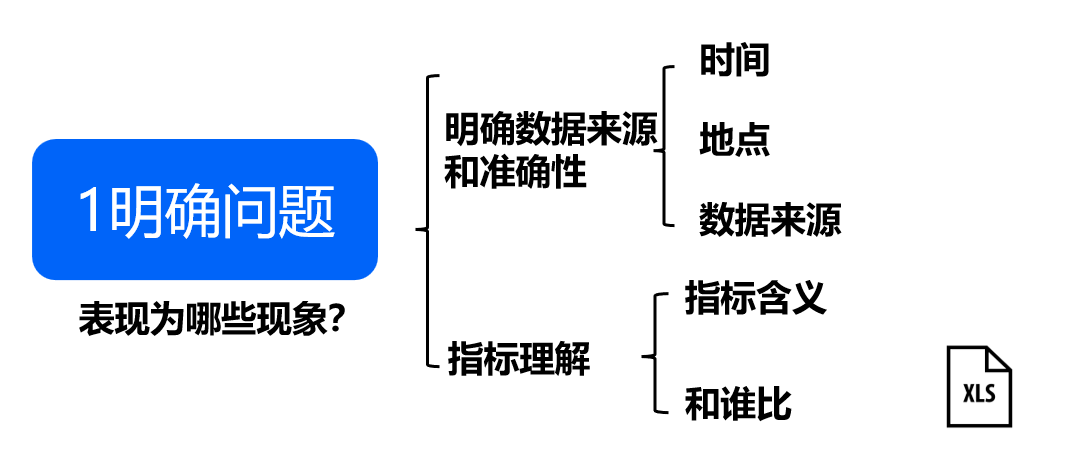 1明确问题
表现为哪些现象?
明确数据来源
和准确性
时间
地点
数据来源
指标理解
指标含义
和谁比
XLS